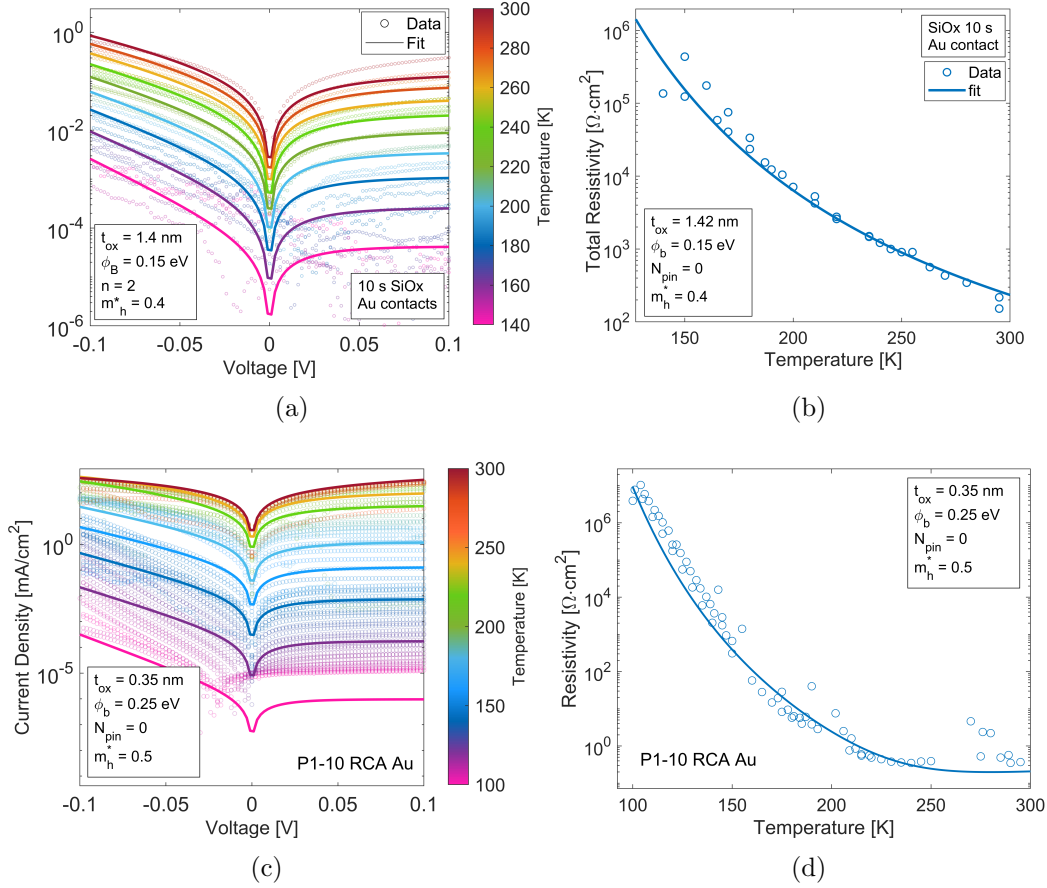 10^0
10^-2
10^-4
10^-6
-0.1
-0.05
0
0.05
0.1
Voltage [V]
Data
Fit
t_ox = 1.4 nm
ϕ_B = 0.15 eV
n = 2
m*_h = 0.4
10 s SiOx
Au contacts
300
280
260
240
220
200
180
160
140
Temperature [K]
(a)
Total Resistivity [Ω·cm^2]
10^6
10^5
10^4
10^3
10^2
150
200
250
300
Temperature [K]
SiOx 10 s
Au contact
Data
fit
t_ox = 1.42 nm
ϕ_b = 0.15 eV
N_pin = 0
m_h^* = 0.4
(b)
Current Density [mA/cm^2]
10^0
10^-5
-0.1
-0.05
0
0.05
0.1
Voltage [V]
t_ox = 0.35 nm
ϕ_b = 0.25 eV
N_pin = 0
m_h^* = 0.5
P1-10 RCA Au
300
250
200
150
100
Temperature [K]
(c)
Resistivity [Ω·cm^2]
10^6
10^4
10^2
10^0
100
150
200
250
300
Temperature [K]
t_ox = 0.35 nm
ϕ_b = 0.25 eV
N_pin = 0
m_h^* = 0.5
P1-10 RCA Au
(d)